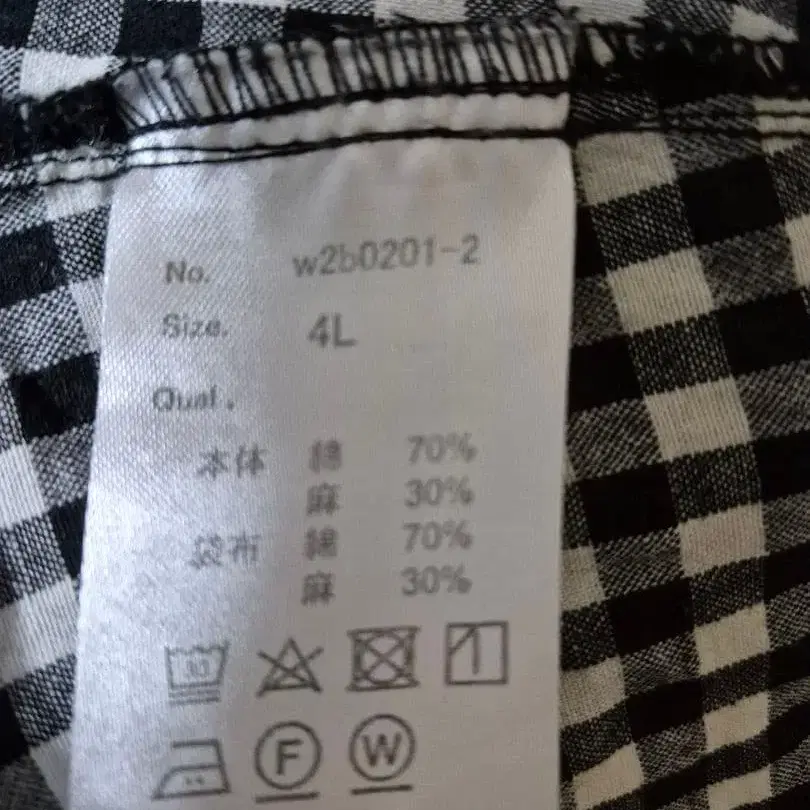 No. w2b0201-2
Size. 4L
Qual.
本体 綿 70%
麻 30%
袋布 綿 70%
麻 30%
F W